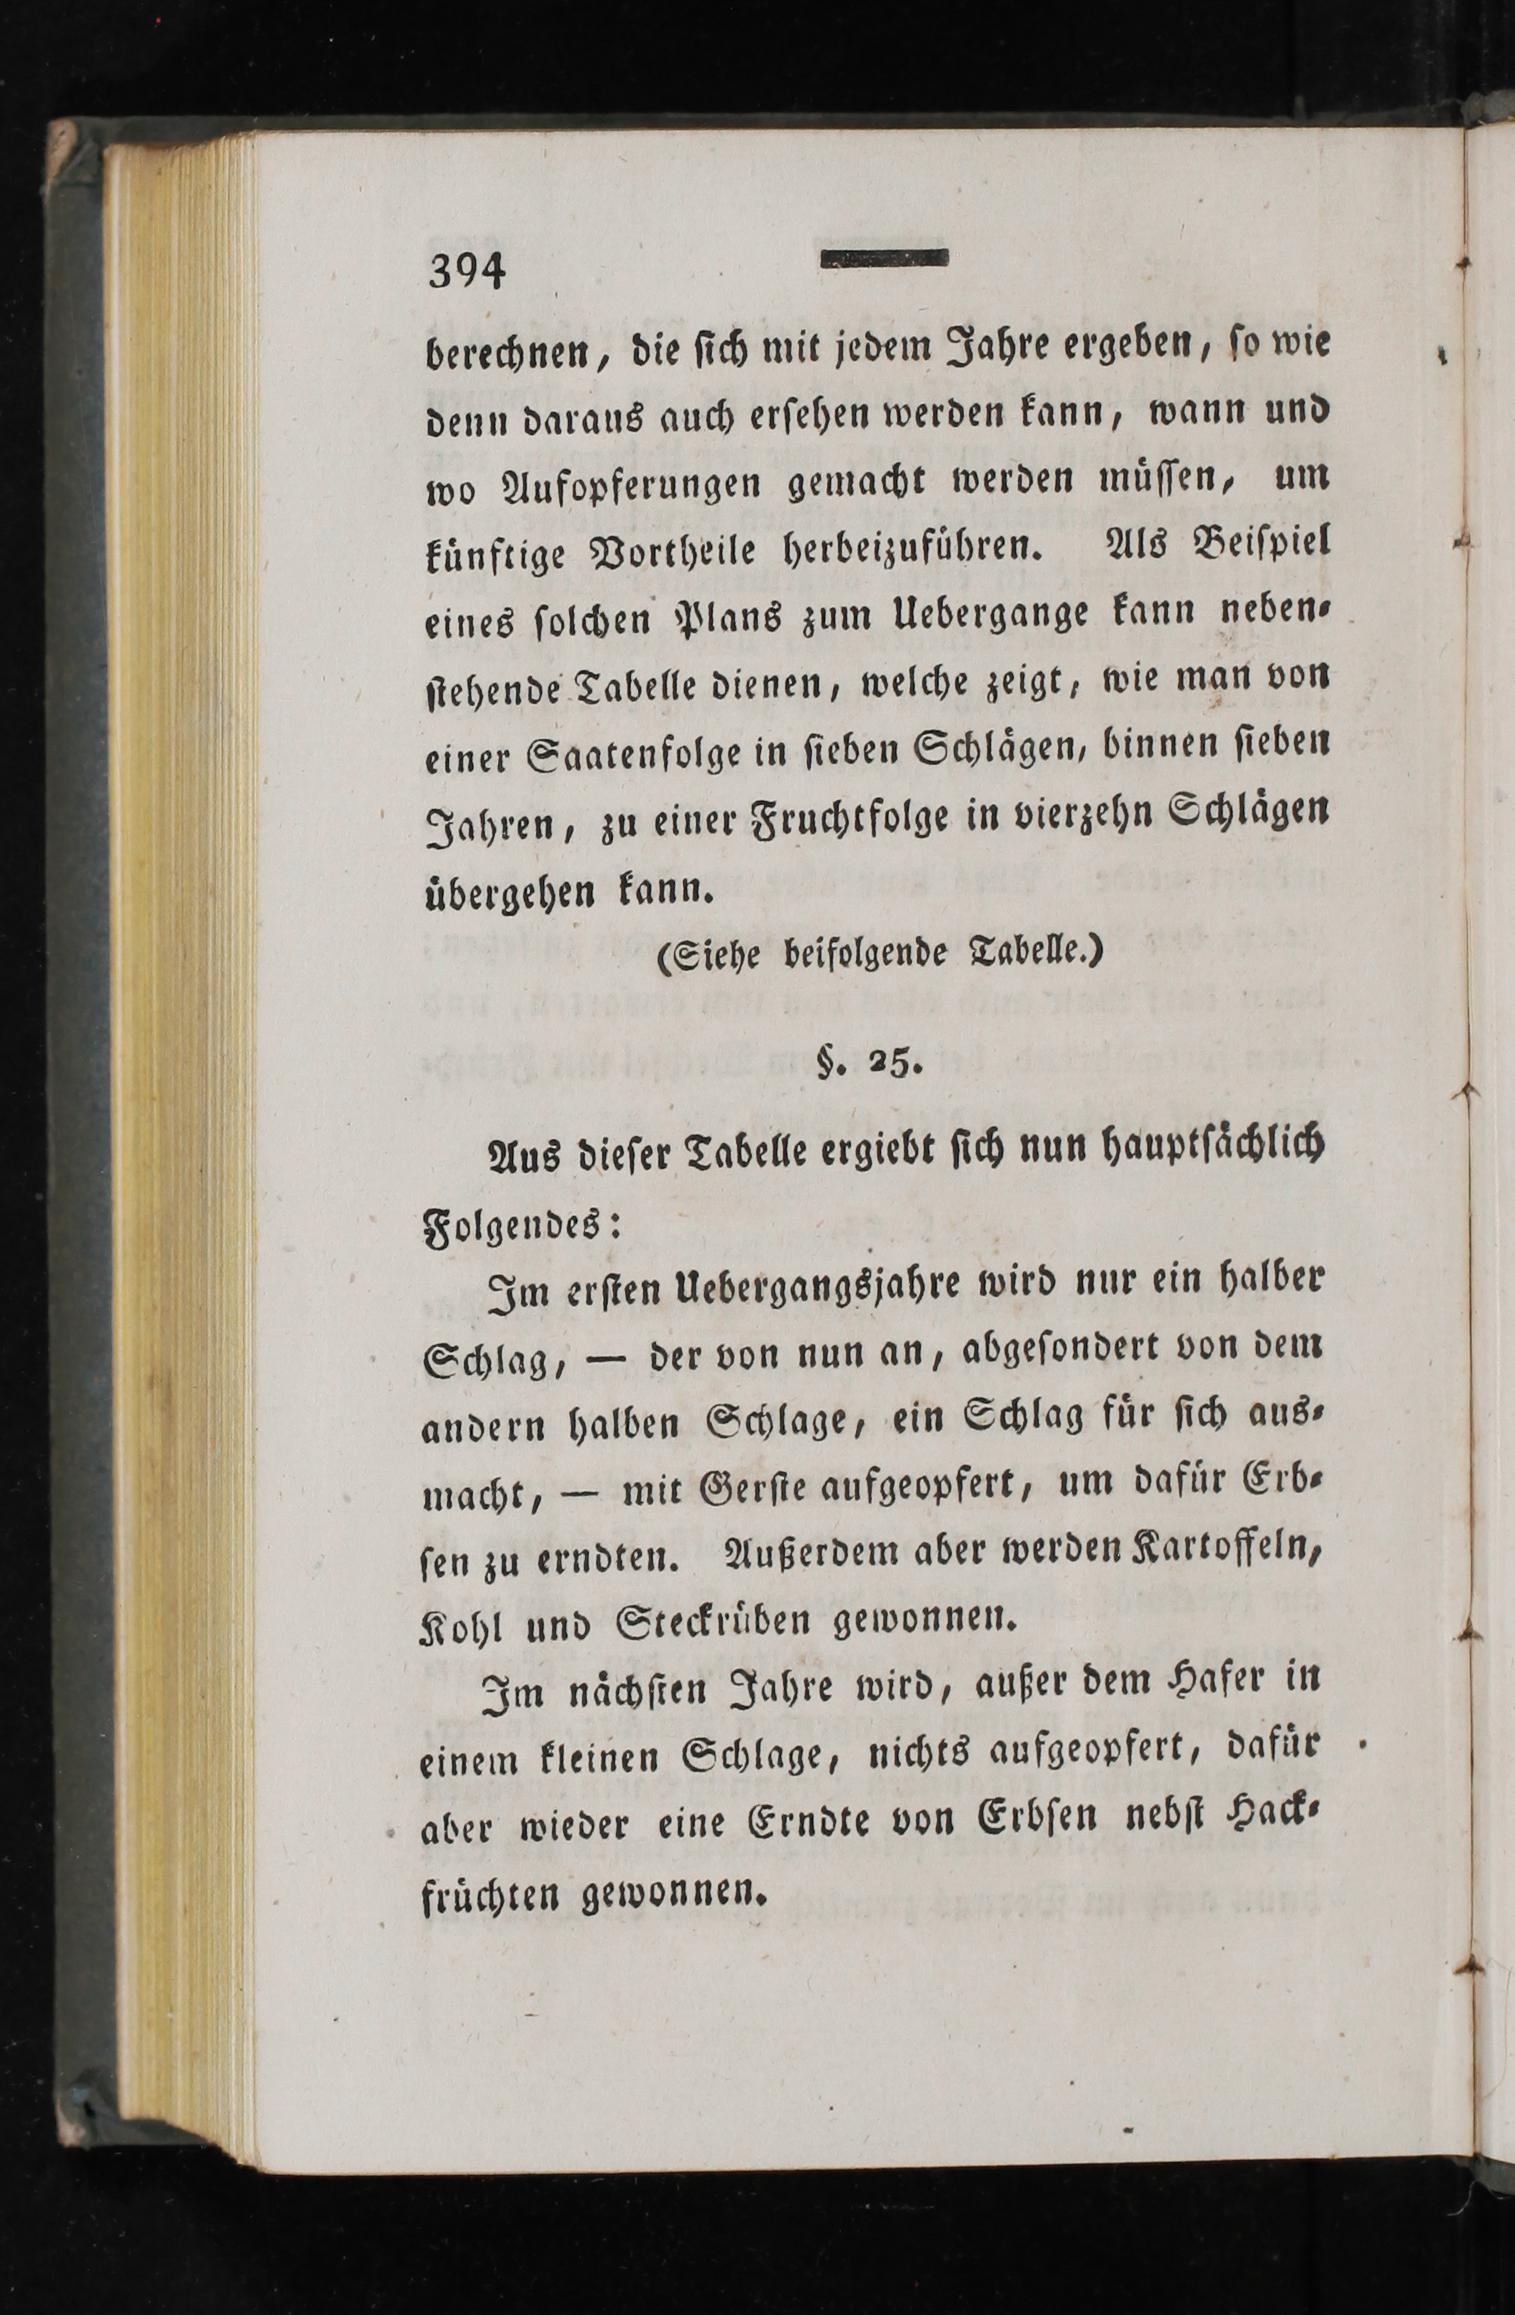 394
berechnen, die ſich mit jedem Jahre ergeben, ſo wie
denn daraus auch erſehen werden kann, wann und
wo Aufopferungen gemacht werden müſſen, um
künftige Vortheile herbeizuführen. Als Beiſpiel
eines ſolchen Plans zum Uebergange kann neben-
ſtehende Tabelle dienen, welche zeigt, wie man von
einer Saatenfolge in ſieben Schlägen, binnen ſieben
Jahren, zu einer Fruchtfolge in vierzehn Schlägen
übergehen kann.
(Siehe beifolgende Tabelle.)
§. 25.
Aus dieſer Tabelle ergiebt ſich nun hauptſächlich
Folgendes:
Im erſten Uebergangsjahre wird nur ein halber
Schlag, — der von nun an, abgeſondert von dem
andern halben Schlage, ein Schlag für ſich aus-
macht, — mit Gerſte aufgeopfert, um dafür Erb-
ſen zu erndten. Außerdem aber werden Kartoffeln,
Kohl und Steckrüben gewonnen.
Im nächſten Jahre wird, außer dem Hafer in
einem kleinen Schlage, nichts aufgeopfert, dafür
aber wieder eine Erndte von Erbſen nebſt Hack-
früchten gewonnen.